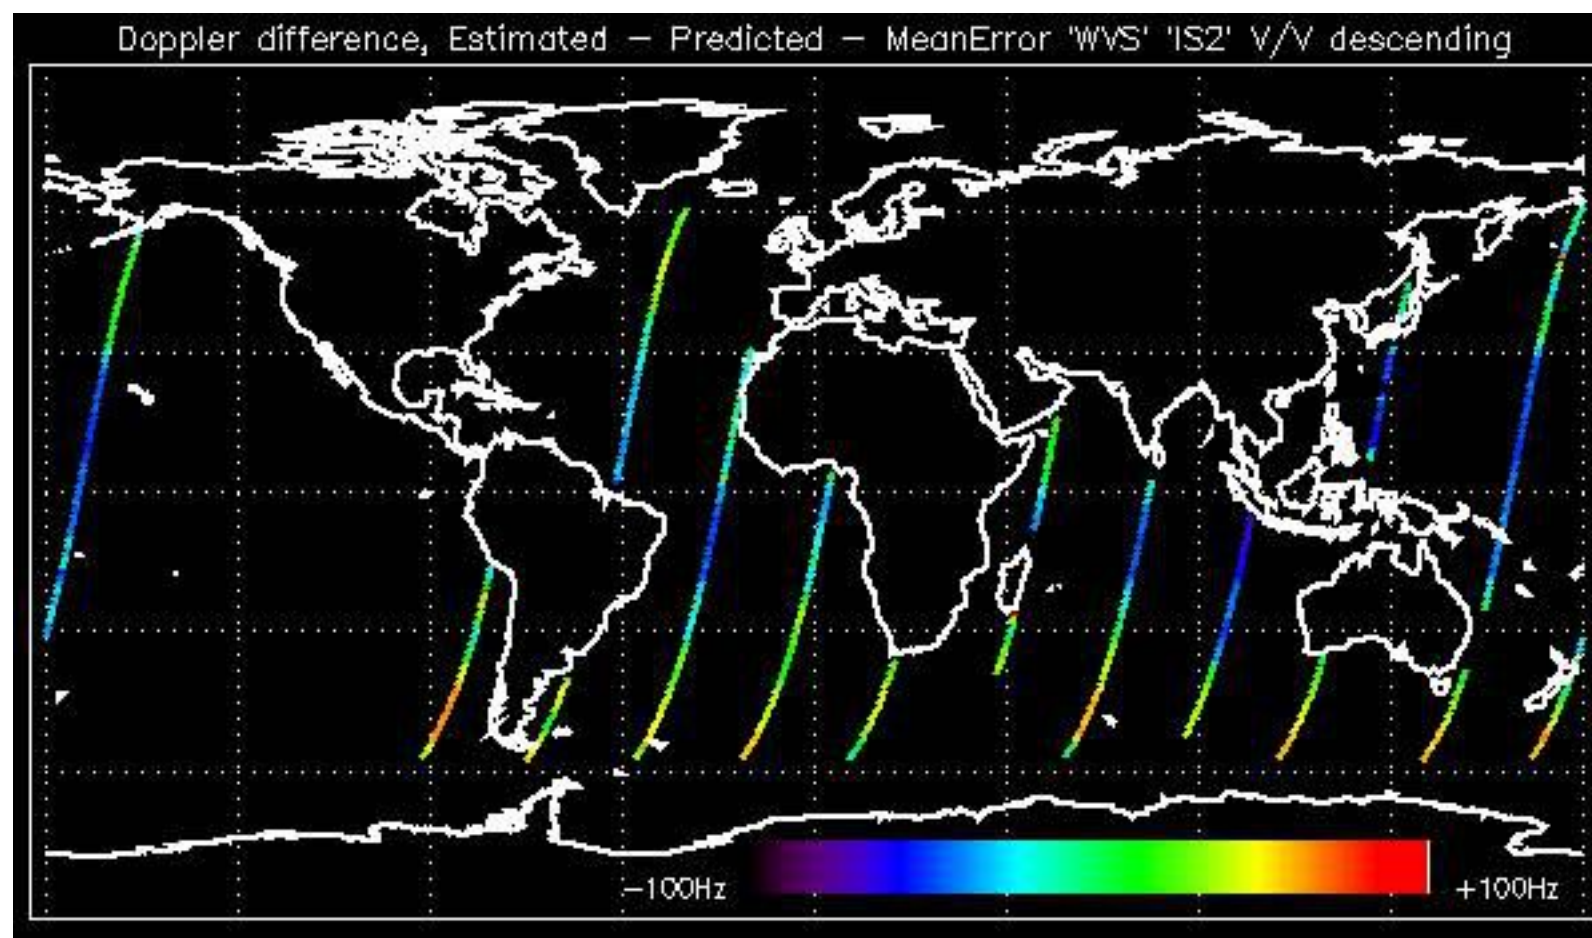 Doppler difference, Estimated – Predicted – MeanError 'WVS' 'IS2' V/V descending
–100Hz +100Hz